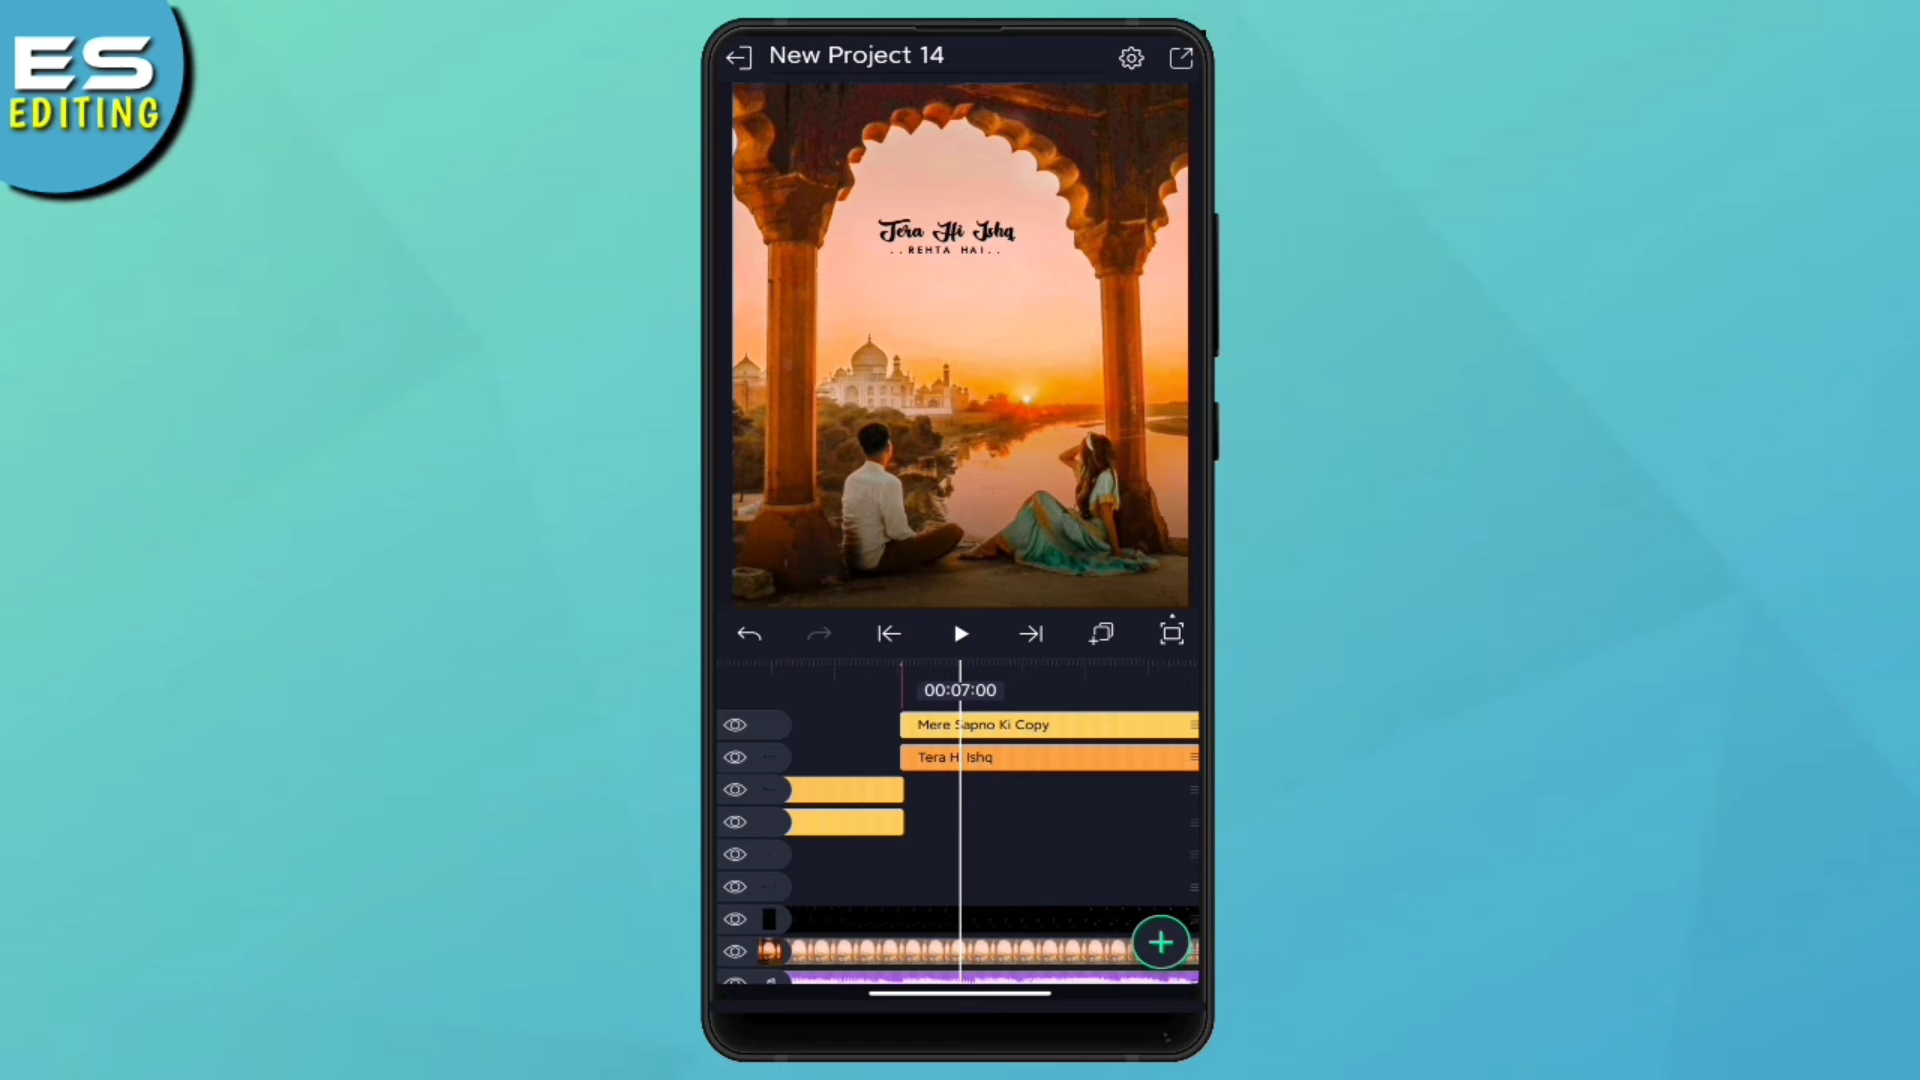 ES
EDITING
New Project 14
Tera Hi Ishq
..REHTA HAI..
00:07:00
Mere Sapno Ki Copy
Tera Hi Ishq